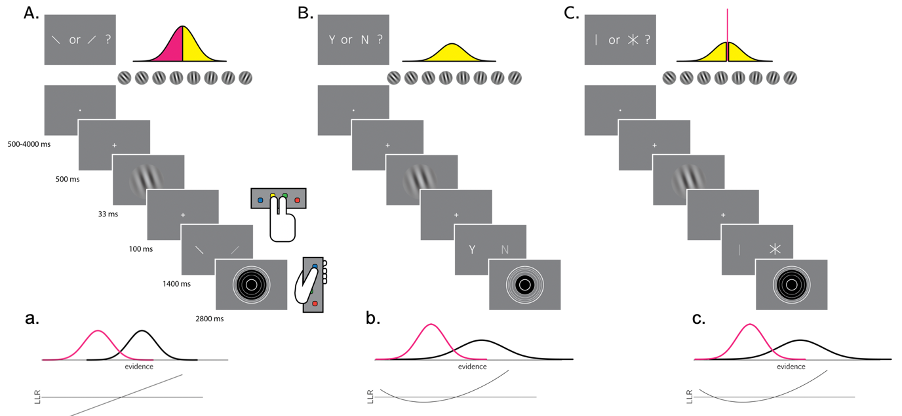 A.
\ or / ?
500-4000 ms
500 ms
33 ms
100 ms
1400 ms
2800 ms
B.
Y or N ?
Y N
C.
| or * ?
| *
a.
evidence
LLR
b.
evidence
LLR
c.
evidence
LLR